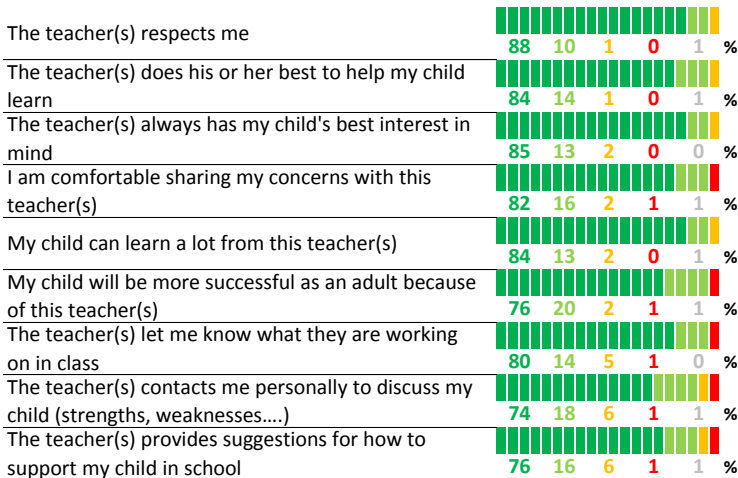 The teacher(s) respects me
88 10 1 0 1 %
The teacher(s) does his or her best to help my child
learn
84 14 1 0 1 %
The teacher(s) always has my child's best interest in
mind
85 13 2 0 0 %
I am comfortable sharing my concerns with this
teacher(s)
82 16 2 1 1 %
My child can learn a lot from this teacher(s)
84 13 2 0 1 %
My child will be more successful as an adult because
of this teacher(s)
76 20 2 1 1 %
The teacher(s) let me know what they are working
on in class
80 14 5 1 0 %
The teacher(s) contacts me personally to discuss my
child (strengths, weaknesses....)
74 18 6 1 1 %
The teacher(s) provides suggestions for how to
support my child in school
76 16 6 1 1 %